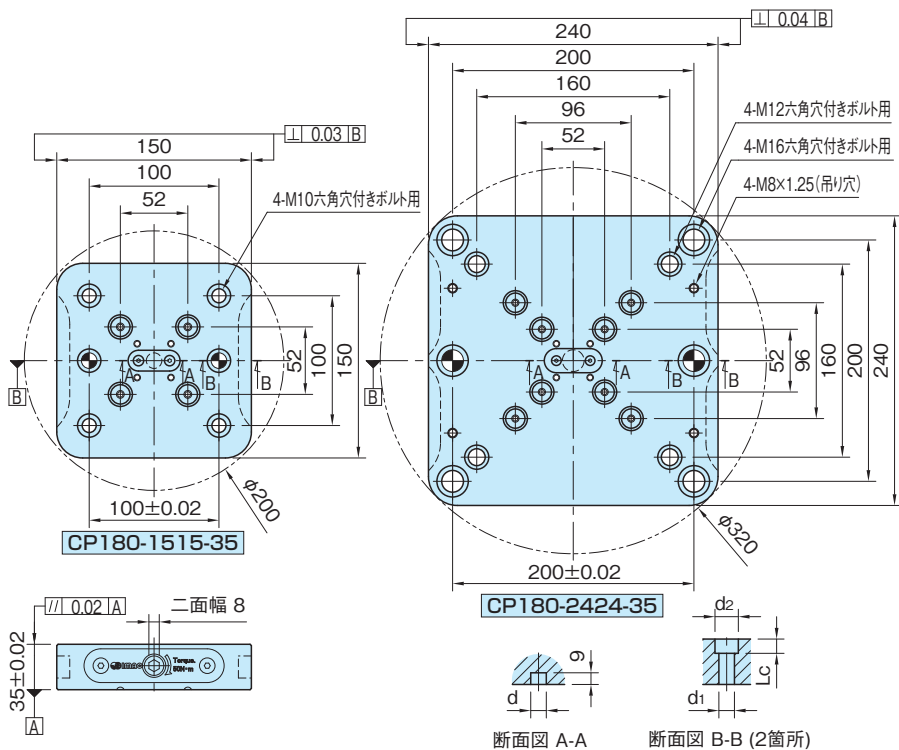 ⊥ 0.04 B
240
200
160
96
52
4-M12六角穴付きボルト用
4-M16六角穴付きボルト用
4-M8×1.25(吊り穴)
⊥ 0.03 B
150
100
52
4-M10六角穴付きボルト用
52
100
150
A
A
B
B
B
φ200
100±0.02
CP180-1515-35
52
96
160
200
240
A
A
B
B
B
φ320
200±0.02
CP180-2424-35
// 0.02 A
二面幅 8
35±0.02
A
imao
Torque
50N·m
9
d
断面図 A-A
d2
d1
Lc
断面図 B-B (2箇所)